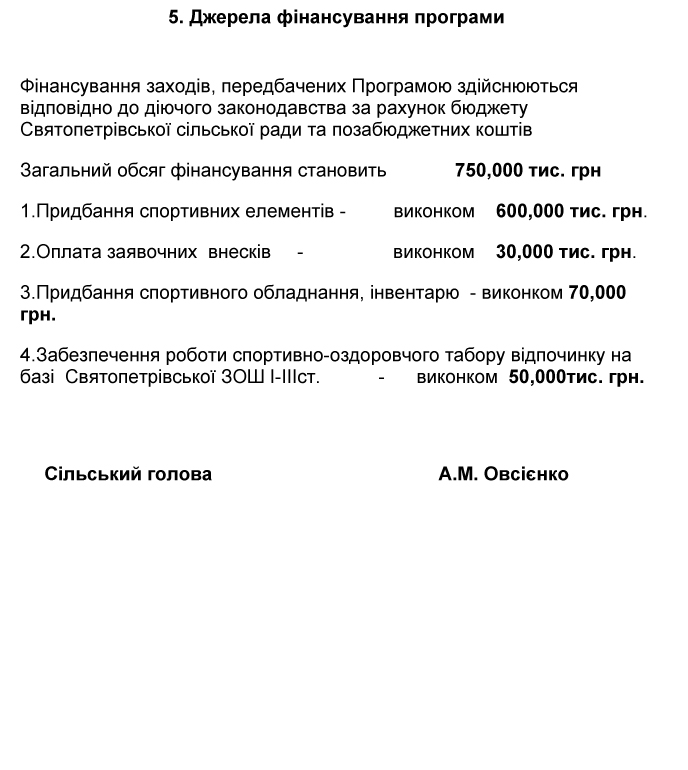 5. Джерела фінансування програми
Фінансування заходів, передбачених Програмою здійснюються
відповідно до діючого законодавства за рахунок бюджету
Святопетрівської сільської ради та позабюджетних коштів
Загальний обсяг фінансування становить 750,000 тис. грн
1.Придбання спортивних елементів - виконком 600,000 тис. грн.
2.Оплата заявочних внесків - виконком 30,000 тис. грн.
3.Придбання спортивного обладнання, інвентарю - виконком 70,000
грн.
4.Забезпечення роботи спортивно-оздоровчого табору відпочинку на
базі Святопетрівської ЗОШ І-ІІІст. - виконком 50,000тис. грн.
Сільський голова А.М. Овсієнко